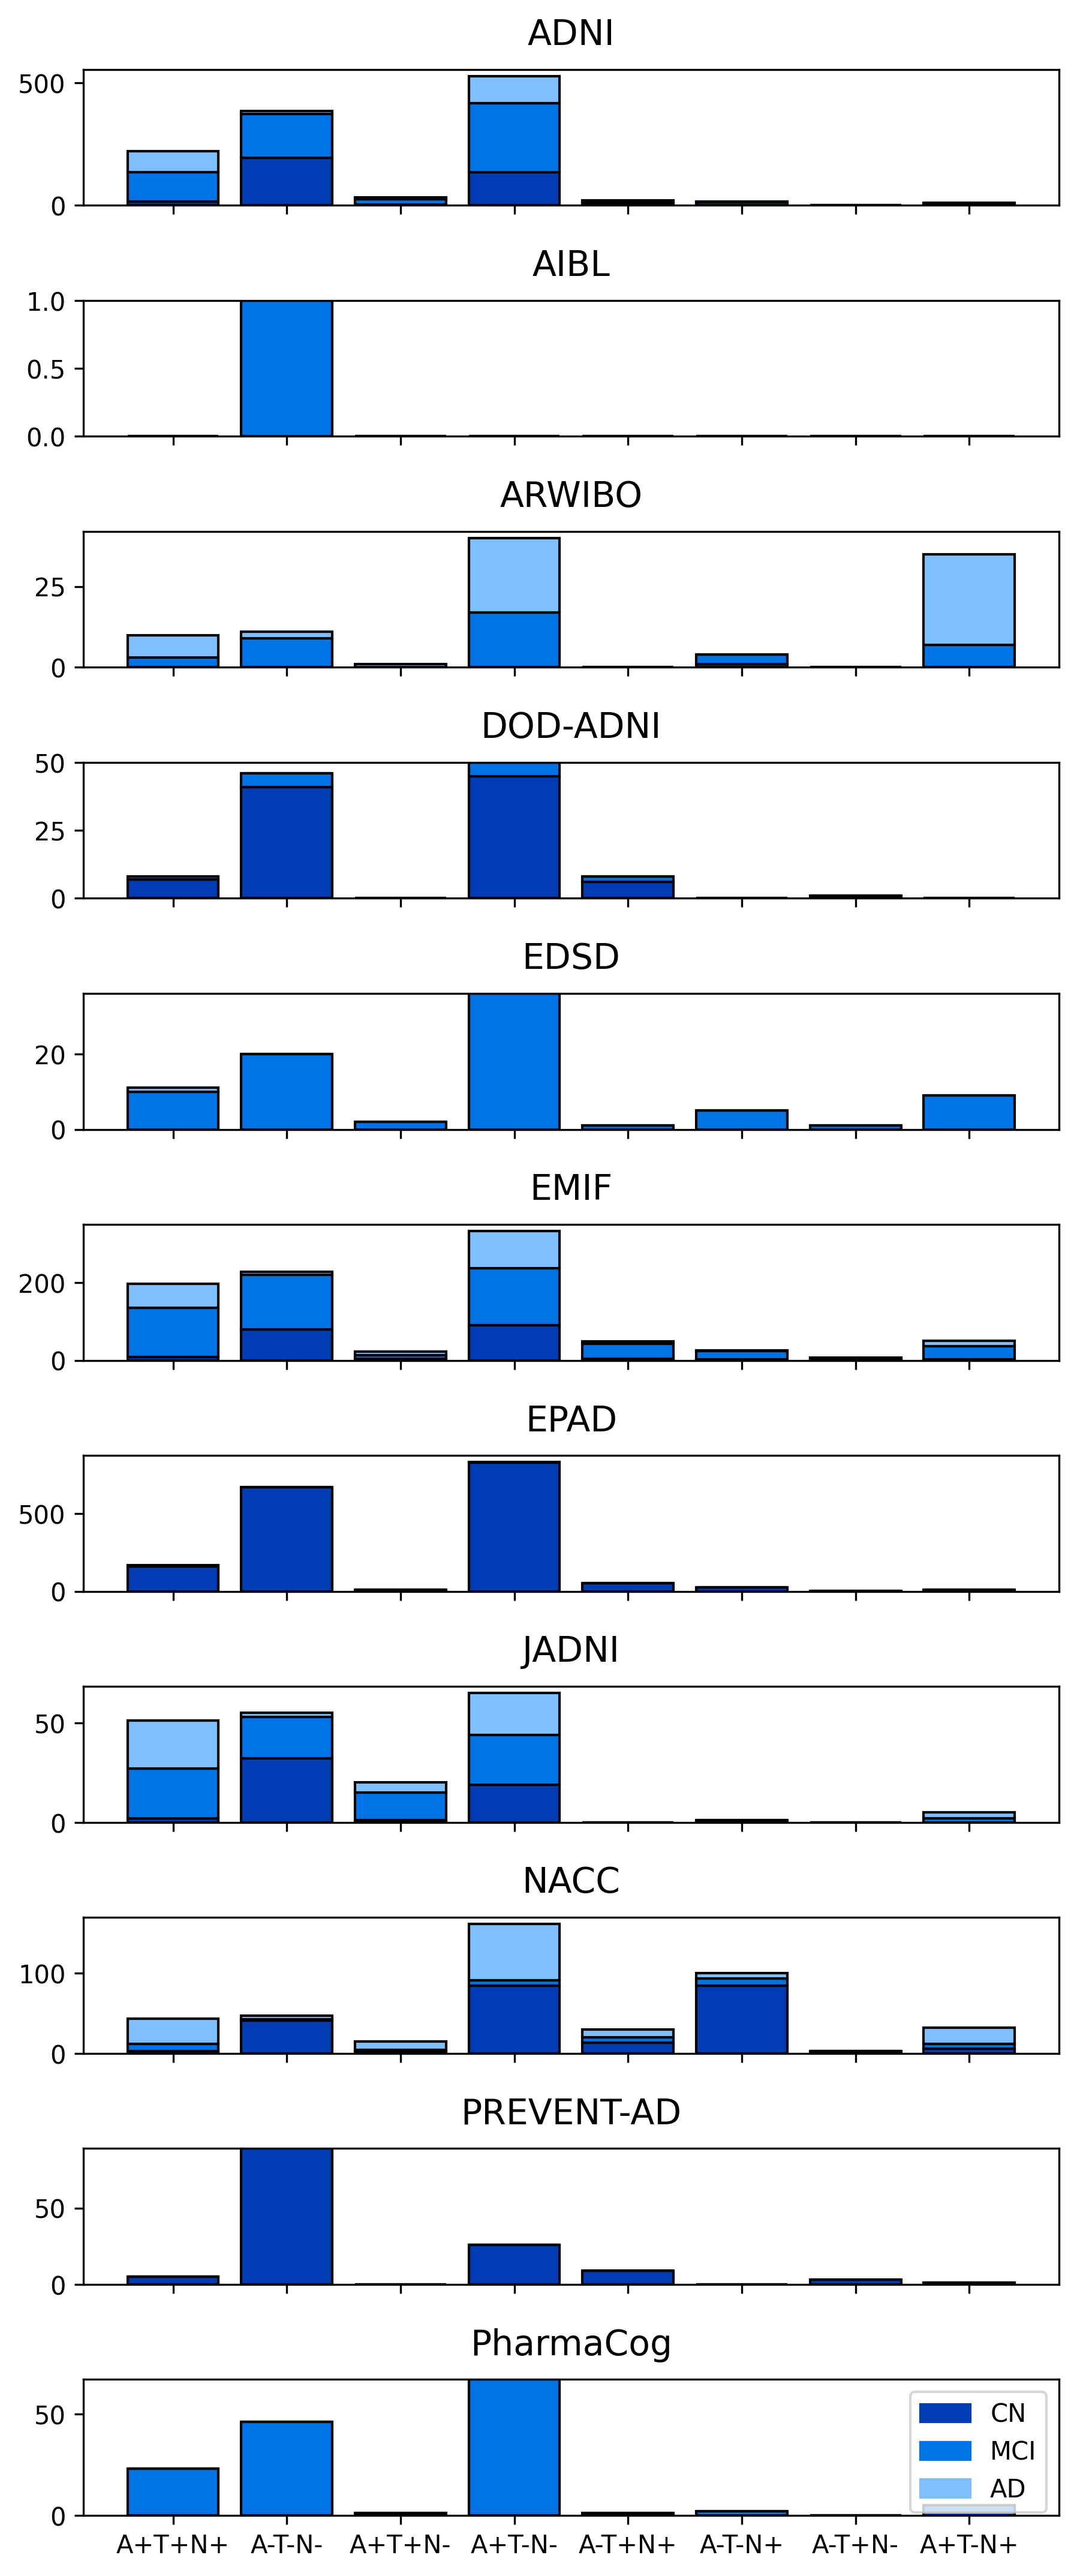 ADNI
500
0
AIBL
1.0
0.5
0.0
ARWIBO
25
0
DOD-ADNI
50
25
0
EDSD
20
0
EMIF
200
0
EPAD
500
0
JADNI
50
0
NACC
100
0
PREVENT-AD
50
0
PharmaCog
50
0
CN
MCI
AD
A+T+N+ A-T-N- A+T+N- A+T-N- A-T+N+ A-T-N+ A-T+N- A+T-N+